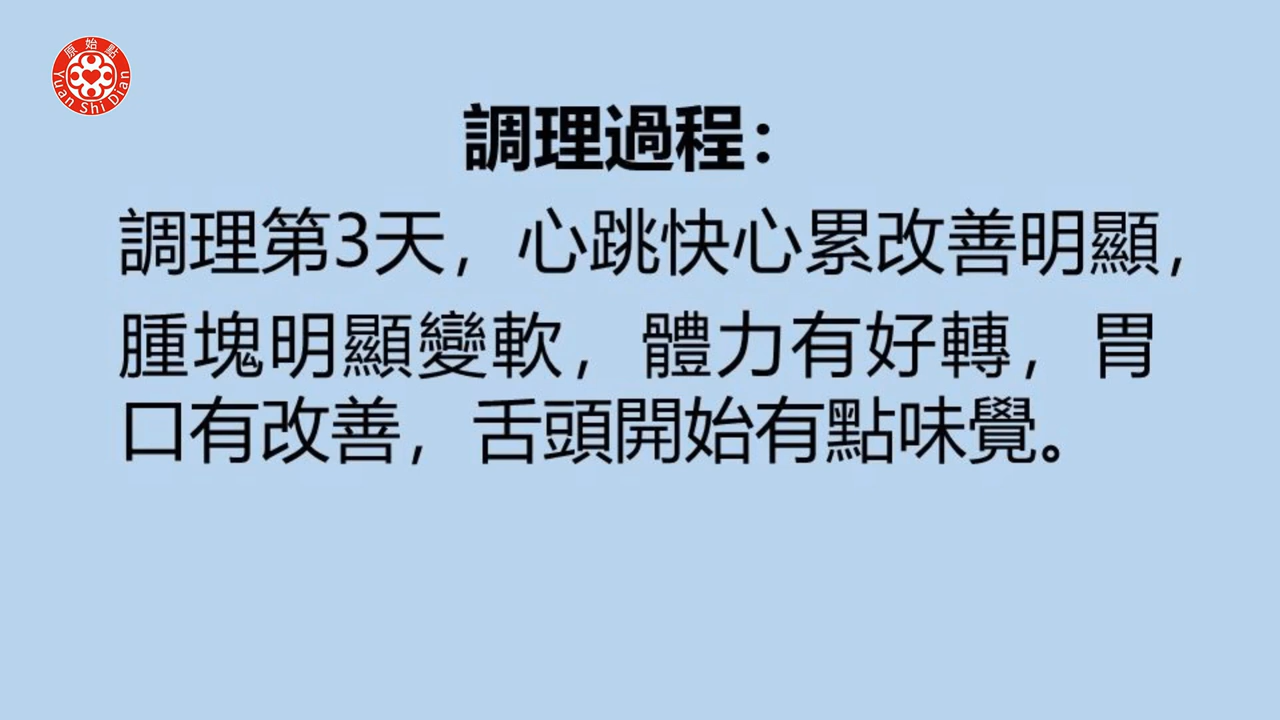 原始點
Yuan Shi Dian
調理過程：
調理第3天，心跳快心累改善明顯，
腫塊明顯變軟，體力有好轉，胃
口有改善，舌頭開始有點味覺。